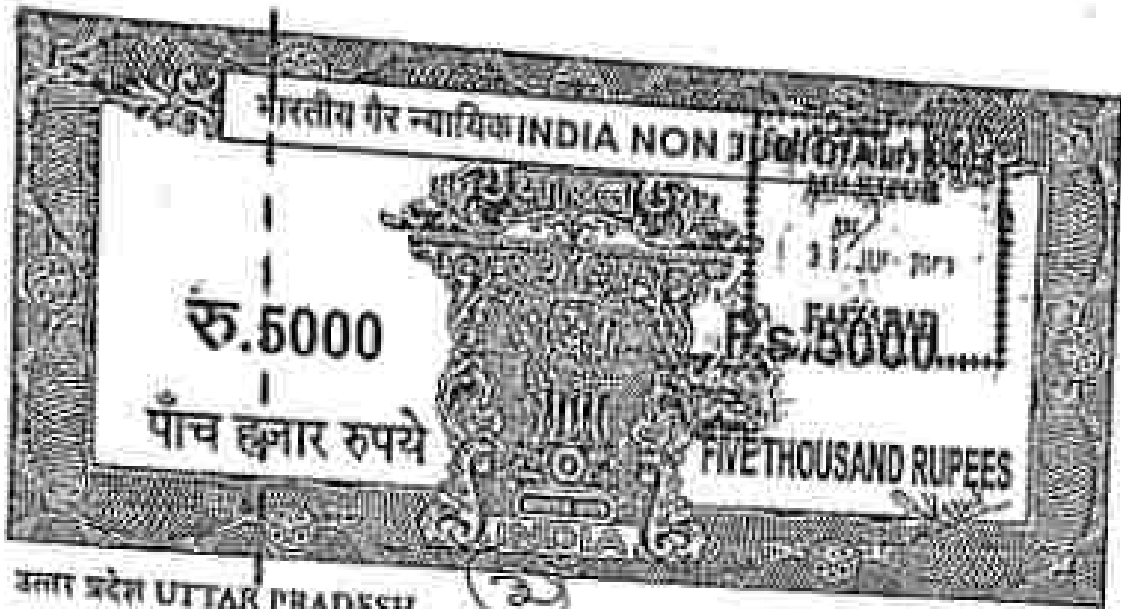 भारतीय गैर न्यायिक INDIA NON
रु.5000
Rs.5000
पाँच हजार रुपये
FIVE THOUSAND RUPEES
INDIA
उत्तर प्रदेश UTTAR PRADESH